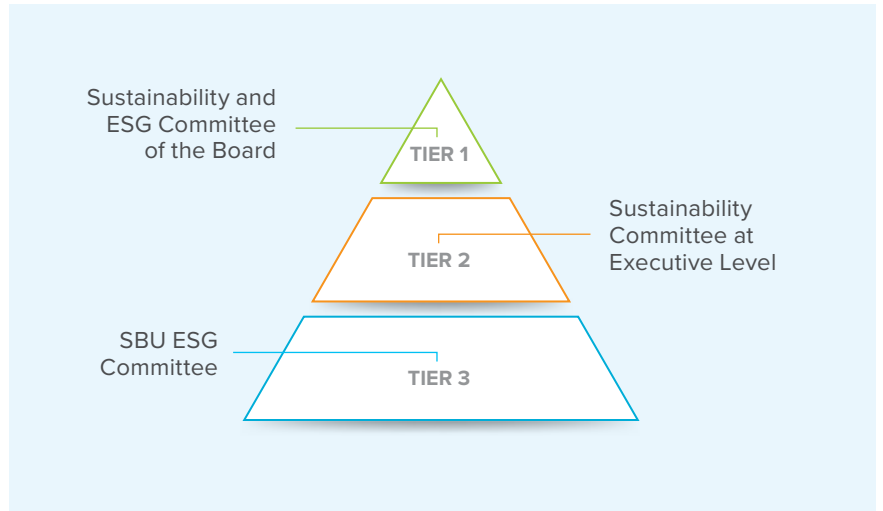 Sustainability and
ESG Committee
of the Board
TIER 1
Sustainability
Committee at
Executive Level
TIER 2
SBU ESG
Committee
TIER 3